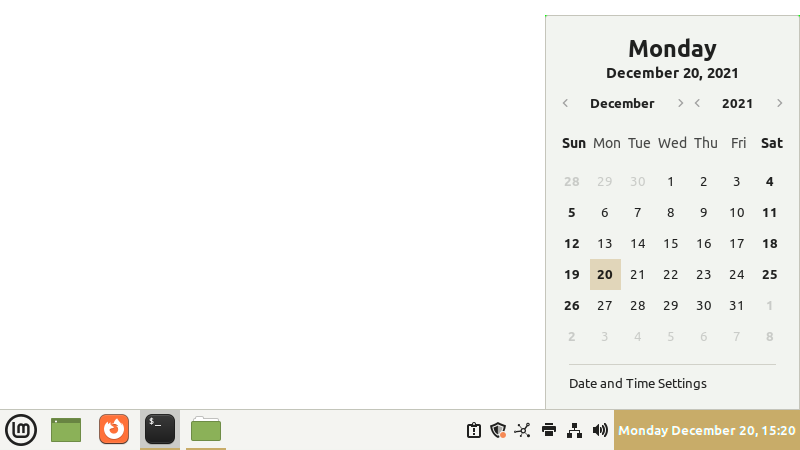 Monday
December 20, 2021
December 2021
Sun Mon Tue Wed Thu Fri Sat
28 29 30 1 2 3 4
5 6 7 8 9 10 11
12 13 14 15 16 17 18
19 20 21 22 23 24 25
26 27 28 29 30 31 1
2 3 4 5 6 7 8
Date and Time Settings
lm $_ Monday December 20, 15:20